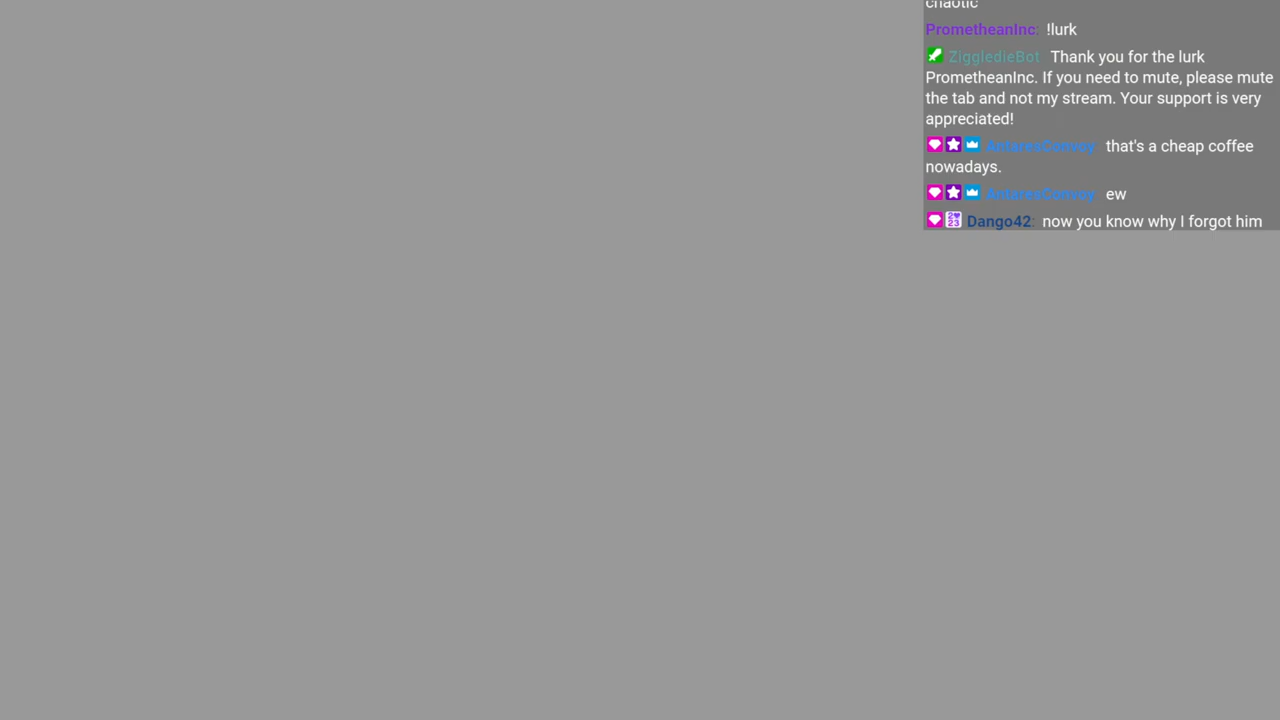 chaotic
PrometheanInc: !lurk
ZiggledieBot Thank you for the lurk
PrometheanInc. If you need to mute, please mute
the tab and not my stream. Your support is very
appreciated!
AntaresConvoy that's a cheap coffee
nowadays.
AntaresConvoy ew
Dango42: now you know why I forgot him